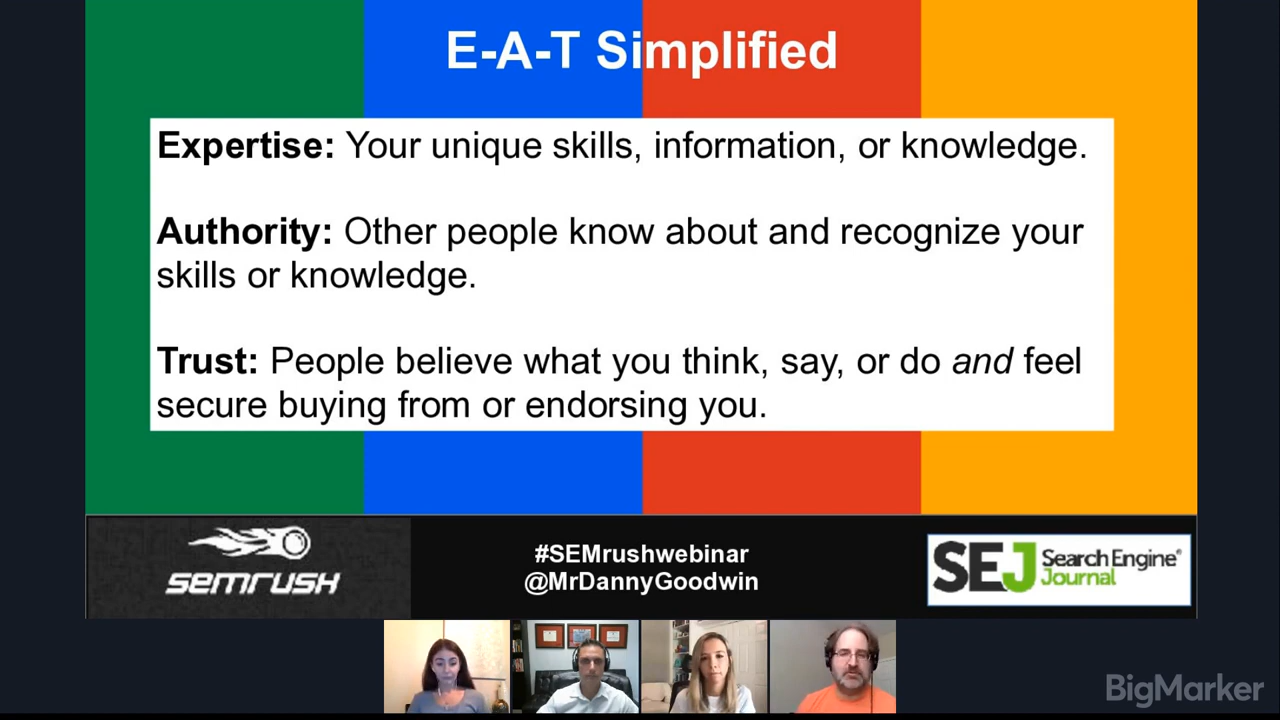 E-A-T Simplified
Expertise: Your unique skills, information, or knowledge.
Authority: Other people know about and recognize your
skills or knowledge.
Trust: People believe what you think, say, or do and feel
secure buying from or endorsing you.
semrush
#SEMrushwebinar
@MrDannyGoodwin
SEJ Search Engine®
Journal
BigMarker